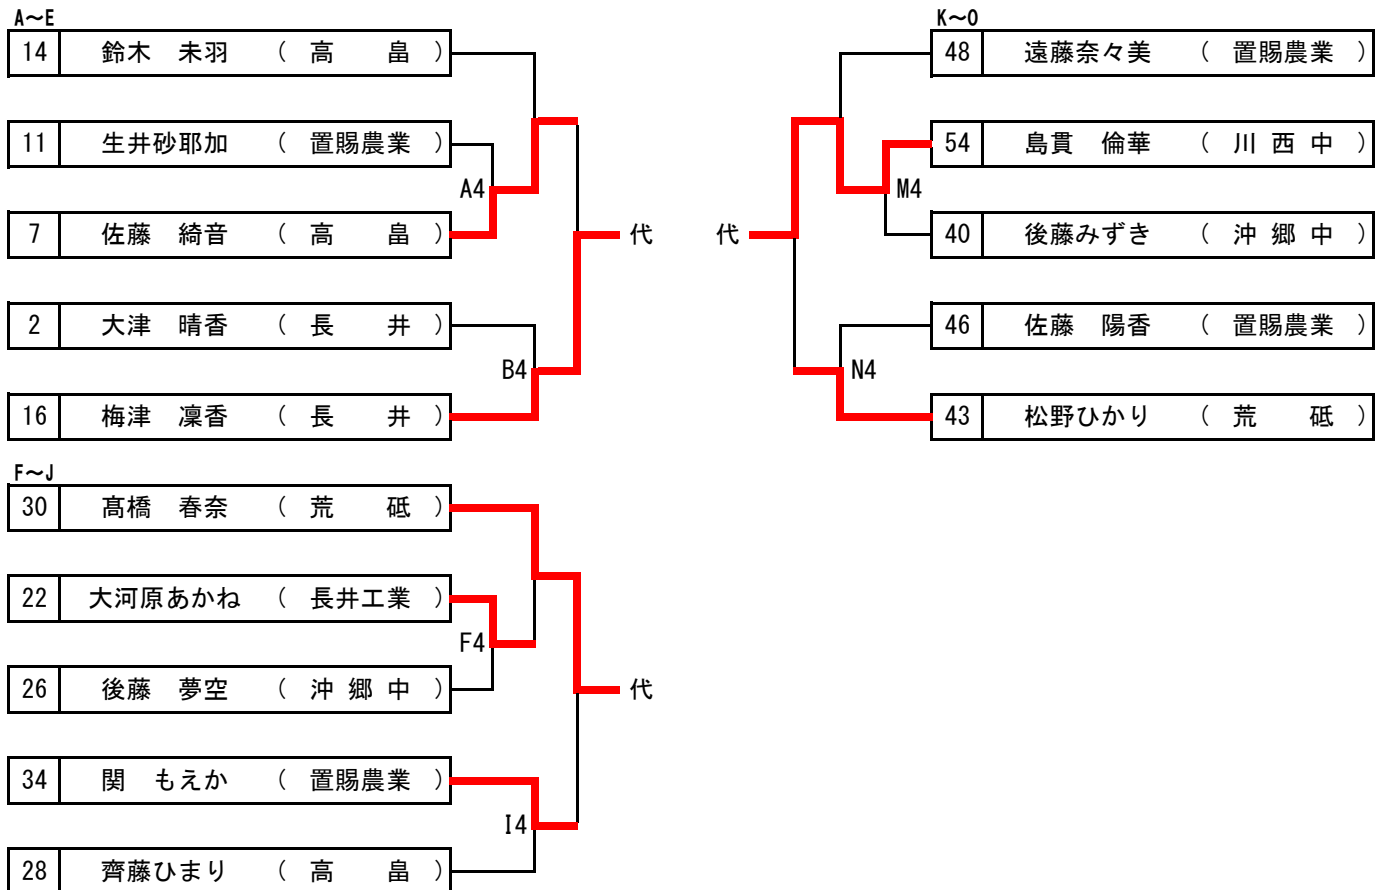 A～E
14 鈴木 未羽 ( 高 畠 )
11 生井砂耶加 ( 置賜農業 )
A4
7 佐藤 綺音 ( 高 畠 )
代
2 大津 晴香 ( 長 井 )
B4
16 梅津 凜香 ( 長 井 )
F～J
30 髙橋 春奈 ( 荒 砥 )
22 大河原あかね ( 長井工業 )
F4
26 後藤 夢空 ( 沖 郷 中 )
代
34 関 もえか ( 置賜農業 )
I4
28 齊藤ひまり ( 高 畠 )
K～O
48 遠藤奈々美 ( 置賜農業 )
54 島貫 倫華 ( 川 西 中 )
M4
代
40 後藤みずき ( 沖 郷 中 )
46 佐藤 陽香 ( 置賜農業 )
N4
43 松野ひかり ( 荒 砥 )